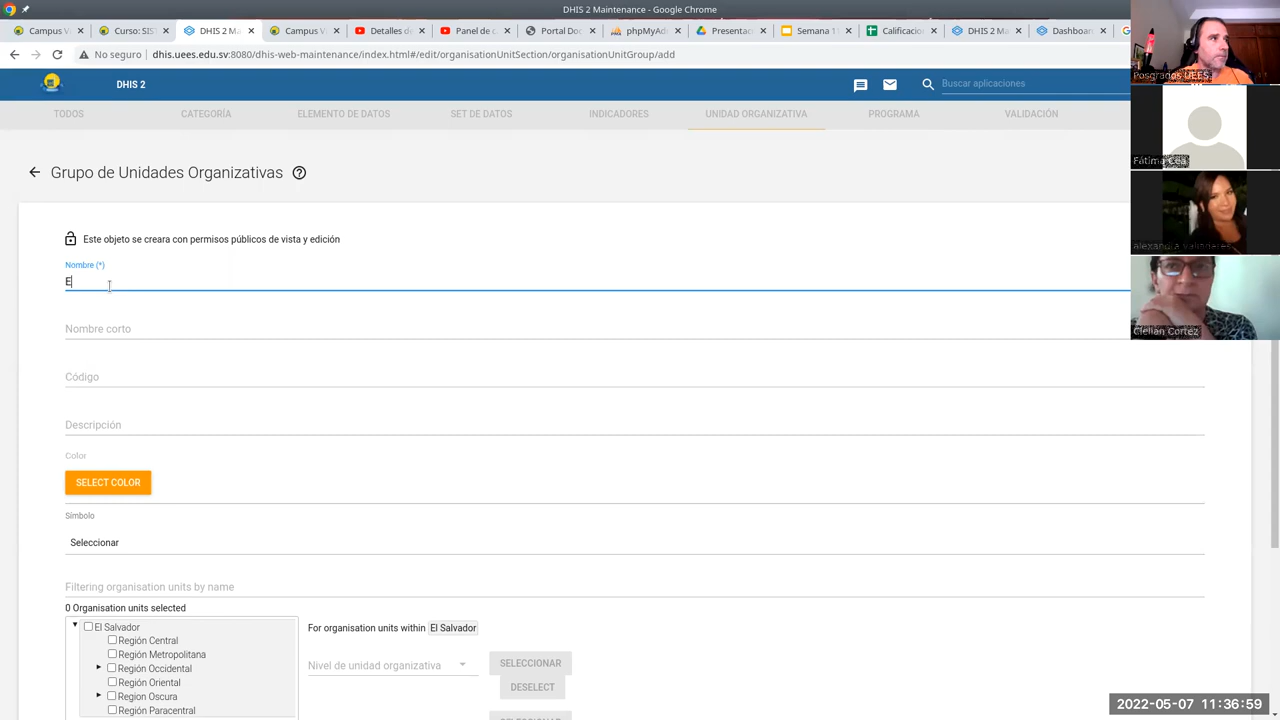 DHIS 2 Maintenance - Google Chrome
Campus V
Curso: SIS
DHIS 2 Ma
Campus V
Detalles de
Panel de
Portal Doc
phpMyAdr
Presentac
Semana 1
Calificacio
DHIS 2 M
Dashboar
No seguro
dhis.uees.edu.sv:8080/dhis-web-maintenance/index.html#/edit/organisationUnitSection/organisationUnitGroup/add
Posgrados UEES
DHIS 2
Buscar aplicaciones
TODOS
CATEGORÍA
ELEMENTO DE DATOS
SET DE DATOS
INDICADORES
UNIDAD ORGANIZATIVA
PROGRAMA
VALIDACIÓN
Fátima Cea
Grupo de Unidades Organizativas
Este objeto se creara con permisos públicos de vista y edición
Nombre (*)
E
Clelian Cortez
Nombre corto
Código
Descripción
Color
SELECT COLOR
Símbolo
Seleccionar
Filtering organisation units by name
0 Organisation units selected
El Salvador
Región Central
Región Metropolitana
Región Occidental
Región Oriental
Region Oscura
Región Paracentral
For organisation units within El Salvador
Nivel de unidad organizativa
SELECCIONAR
DESELECT
2022-05-07 11:36:59